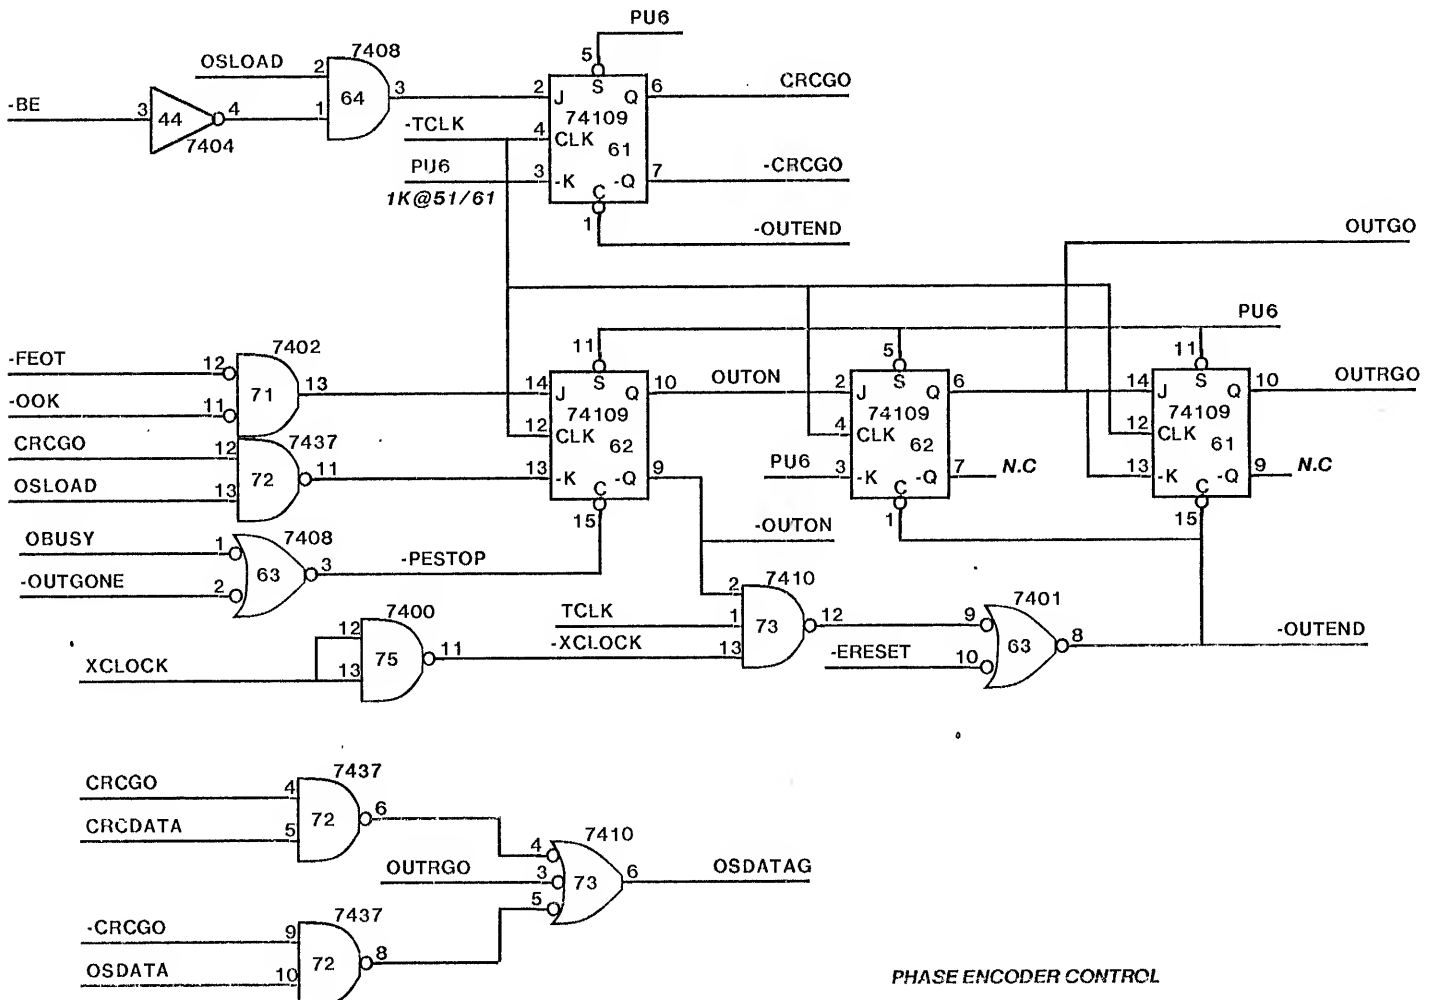 PU6
7408
5
OSLOAD
2
3
2
J
S
Q
6
CRCGO
-BE
3
44
4
1
64
74109
7404
-TCLK
4
CLK
61
PU6
3
-K
C
-Q
7
-CRCGO
1K@51/61
1
-OUTEND
OUTGO
PU6
7402
11
5
11
-FEOT
12
S
S
S
71
13
14
J
Q
10
OUTON
2
J
Q
6
14
J
Q
10
OUTRGO
-OOK
11
74109
74109
74109
12
CLK
62
4
CLK
62
12
CLK
61
CRCGO
12
7437
72
11
13
-K
C
-Q
9
PU6
3
-K
C
-Q
7
N.C
13
-K
C
-Q
9
N.C
OSLOAD
13
15
1
15
-OUTON
OBUSY
1
7408
63
3
-PESTOP
-OUTGONE
2
7410
2
7400
TCLK
1
73
12
9
7401
12
75
11
-XCLOCK
13
63
8
-OUTEND
XCLOCK
13
-ERESET
10
7437
CRCGO
4
72
6
CRCDATA
5
7410
4
OUTRGO
3
73
6
OSDATAG
5
7437
-CRCGO
9
72
8
OSDATA
10
PHASE ENCODER CONTROL